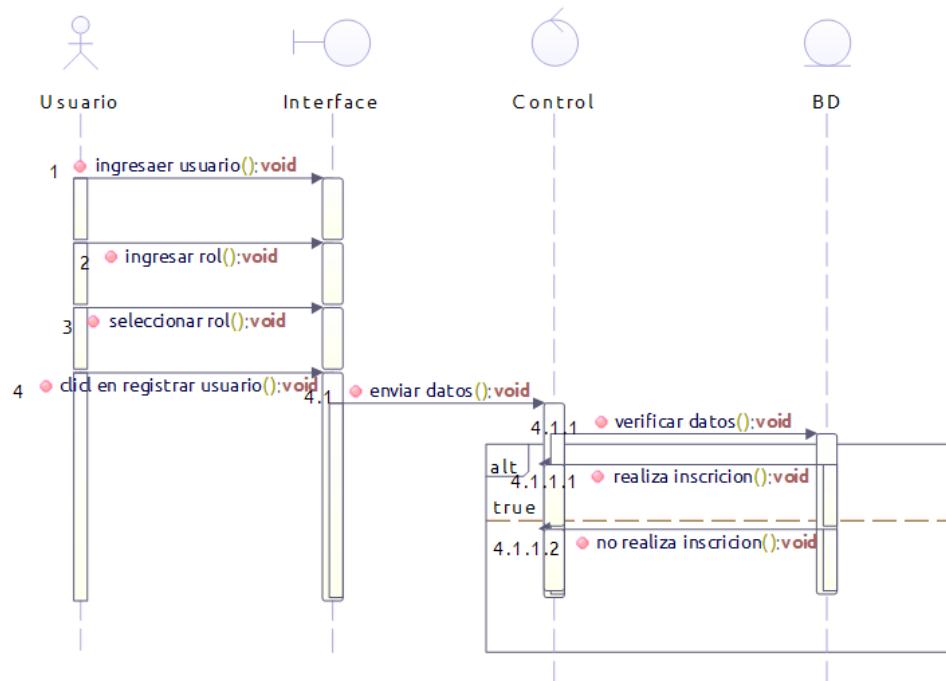 Usuario Interface Control BD
1 ingresaer usuario():void
2 ingresar rol():void
3 seleccionar rol():void
4 clicl en registrar usuario():void
4.1 enviar datos():void
4.1.1 verificar datos():void
alt
4.1.1.1 realiza inscricion():void
true
4.1.1.2 no realiza inscricion():void